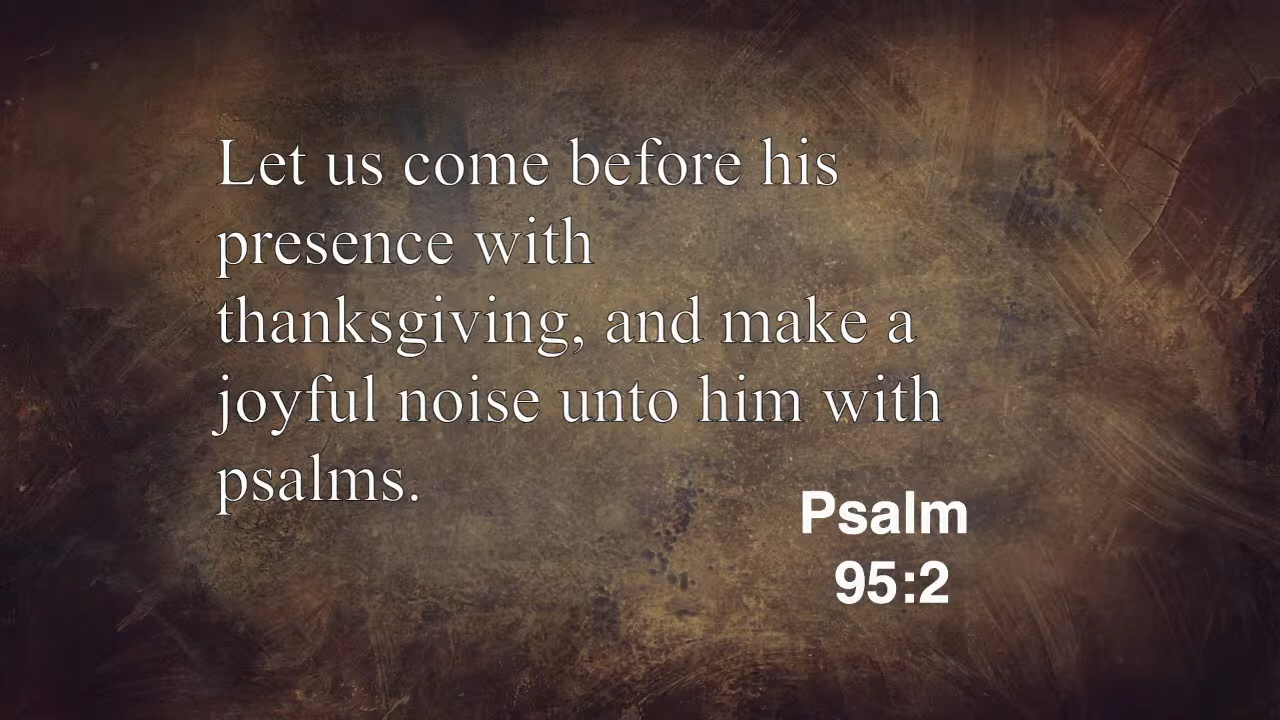 Let us come before his
presence with
thanksgiving, and make a
joyful noise unto him with
psalms.
Psalm
95:2